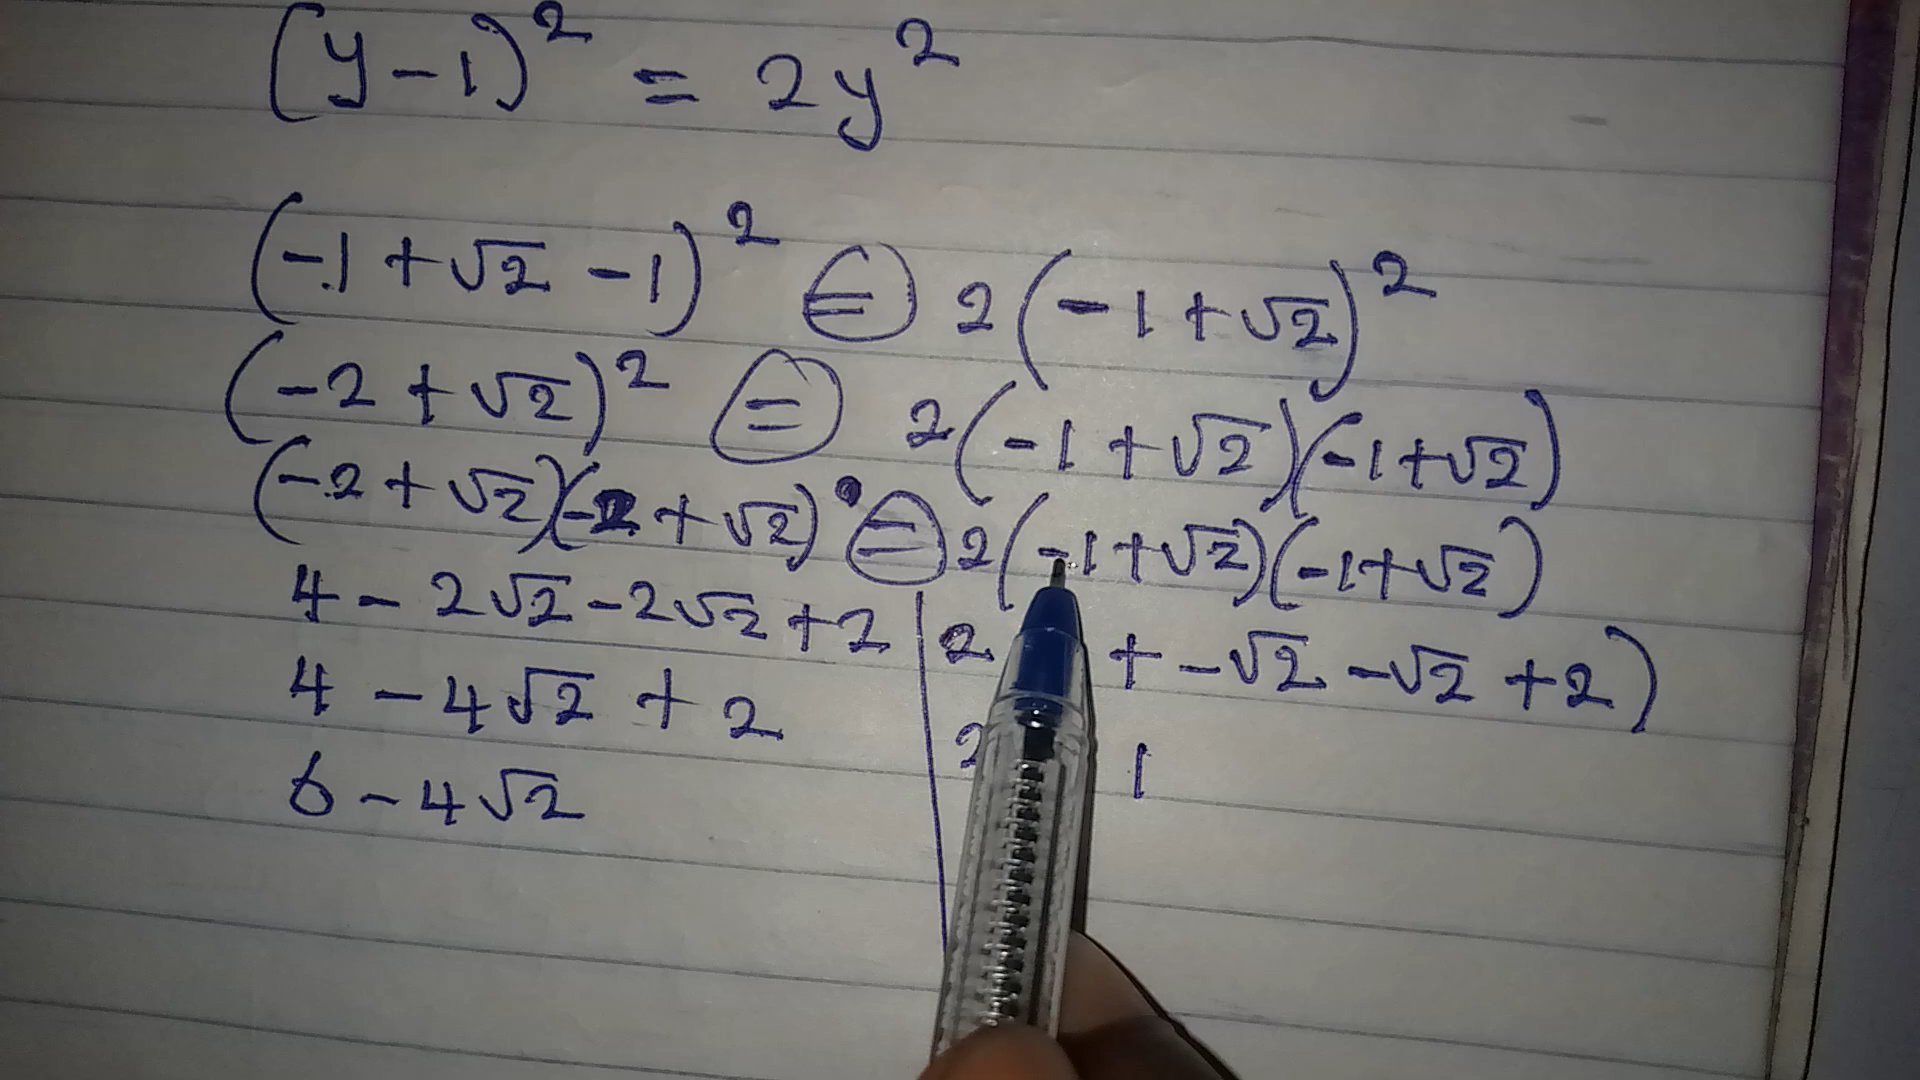 (y-1)² = 2y²
(-1+√2-1)² = 2(-1+√2)²
(-2+√2)² = 2(-1+√2)(-1+√2)
(-2+√2)(-2+√2) = 2(-1+√2)(-1+√2)
4-2√2-2√2+2 | 2 +-√2-√2+2)
4-4√2+2 | 2 1
6-4√2